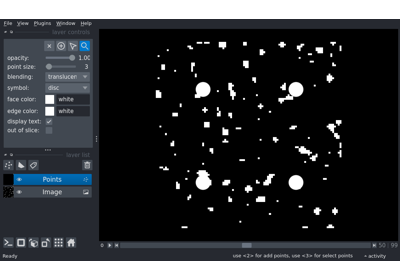 File View Plugins Window Help
layer controls
opacity: 1.00
point size: 3
blending: translucen
symbol: disc
face color: white
edge color: white
display text:
out of slice:
layer list
Points
Image
0 50 99
Ready use <2> for add points, use <3> for select points activity